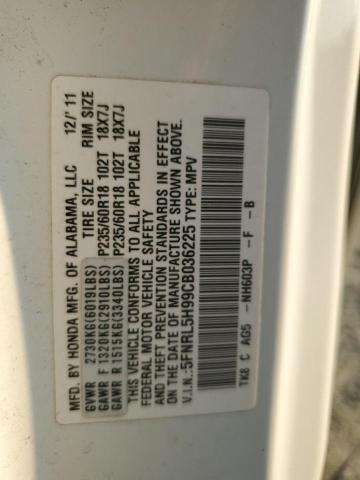 MFD. BY HONDA MFG. OF ALABAMA, LLC 12/'11
GVWR 2730KG(6019LBS) TIRE SIZE RIM SIZE
GAWR F 1320KG(2910LBS) P235/60R18 102T 18X7J
GAWR R 1515KG(3340LBS) P235/60R18 102T 18X7J
THIS VEHICLE CONFORMS TO ALL APPLICABLE
FEDERAL MOTOR VEHICLE SAFETY
AND THEFT PREVENTION STANDARDS IN EFFECT
ON THE DATE OF MANUFACTURE SHOWN ABOVE.
V.I.N.: 5FNRL5H99CB036225 TYPE: MPV
TK8 C AG5 -NH603P -F -B